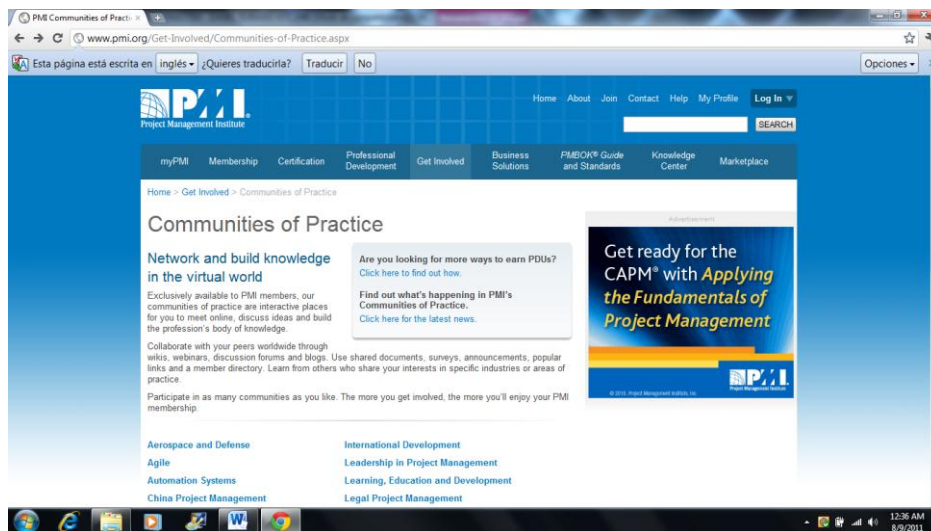 PMI Communities of Practi
www.pmi.org/Get-Involved/Communities-of-Practice.aspx
Esta página está escrita en inglés ¿Quieres traducirla? Traducir No Opciones
PMI
Project Management Institute
Home About Join Contact Help My Profile Log In
SEARCH
myPMI Membership Certification Professional Development Get Involved Business Solutions PMBOK® Guide and Standards Knowledge Center Marketplace
Home > Get Involved > Communities of Practice
Communities of Practice
Network and build knowledge
in the virtual world
Exclusively available to PMI members, our
communities of practice are interactive places
for you to meet online, discuss ideas and build
the profession's body of knowledge.
Collaborate with your peers worldwide through
wikis, webinars, discussion forums and blogs. Use shared documents, surveys, announcements, popular
links and a member directory. Learn from others who share your interests in specific industries or areas of
practice.
Participate in as many communities as you like. The more you get involved, the more you'll enjoy your PMI
membership.
Are you looking for more ways to earn PDUs?
Click here to find out how.
Find out what's happening in PMI's
Communities of Practice.
Click here for the latest news.
Advertisement
Get ready for the
CAPM® with Applying
the Fundamentals of
Project Management
PMI
Project Management Institute
© 2010. Project Management Institute, Inc.
Aerospace and Defense
Agile
Automation Systems
China Project Management
International Development
Leadership in Project Management
Learning, Education and Development
Legal Project Management
12:36 AM
8/9/2011